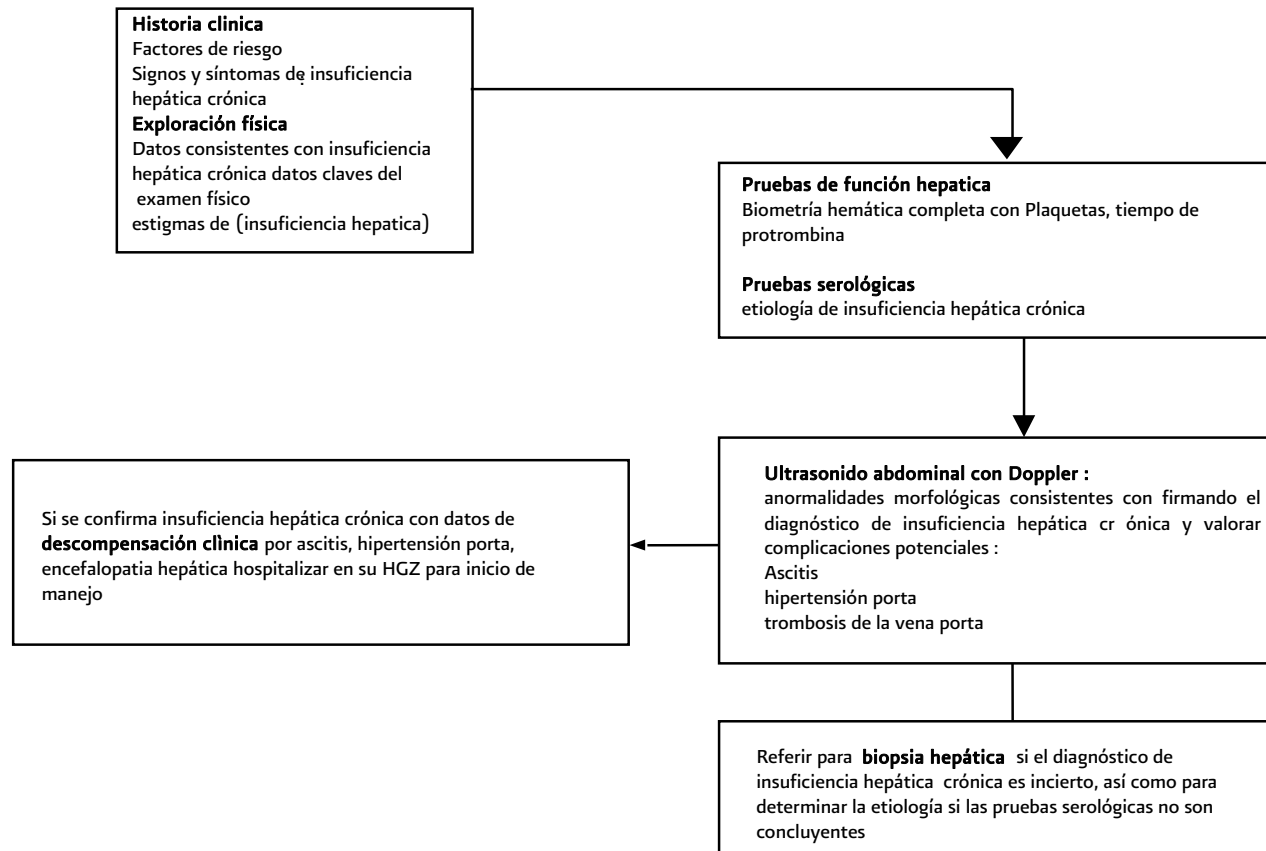 Historia clinica
Factores de riesgo
Signos y síntomas de insuficiencia
hepática crónica
Exploración física
Datos consistentes con insuficiencia
hepática crónica datos claves del
examen físico
estigmas de (insuficiencia hepatica)
Pruebas de función hepatica
Biometría hemática completa con Plaquetas, tiempo de
protrombina
Pruebas serológicas
etiología de insuficiencia hepática crónica
Ultrasonido abdominal con Doppler :
anormalidades morfológicas consistentes con firmando el
diagnóstico de insuficiencia hepática cr ónica y valorar
complicaciones potenciales :
Ascitis
hipertensión porta
trombosis de la vena porta
Si se confirma insuficiencia hepática crónica con datos de
descompensación clìnica por ascitis, hipertensión porta,
encefalopatia hepática hospitalizar en su HGZ para inicio de
manejo
Referir para biopsia hepática si el diagnóstico de
insuficiencia hepática crónica es incierto, así como para
determinar la etiología si las pruebas serológicas no son
concluyentes